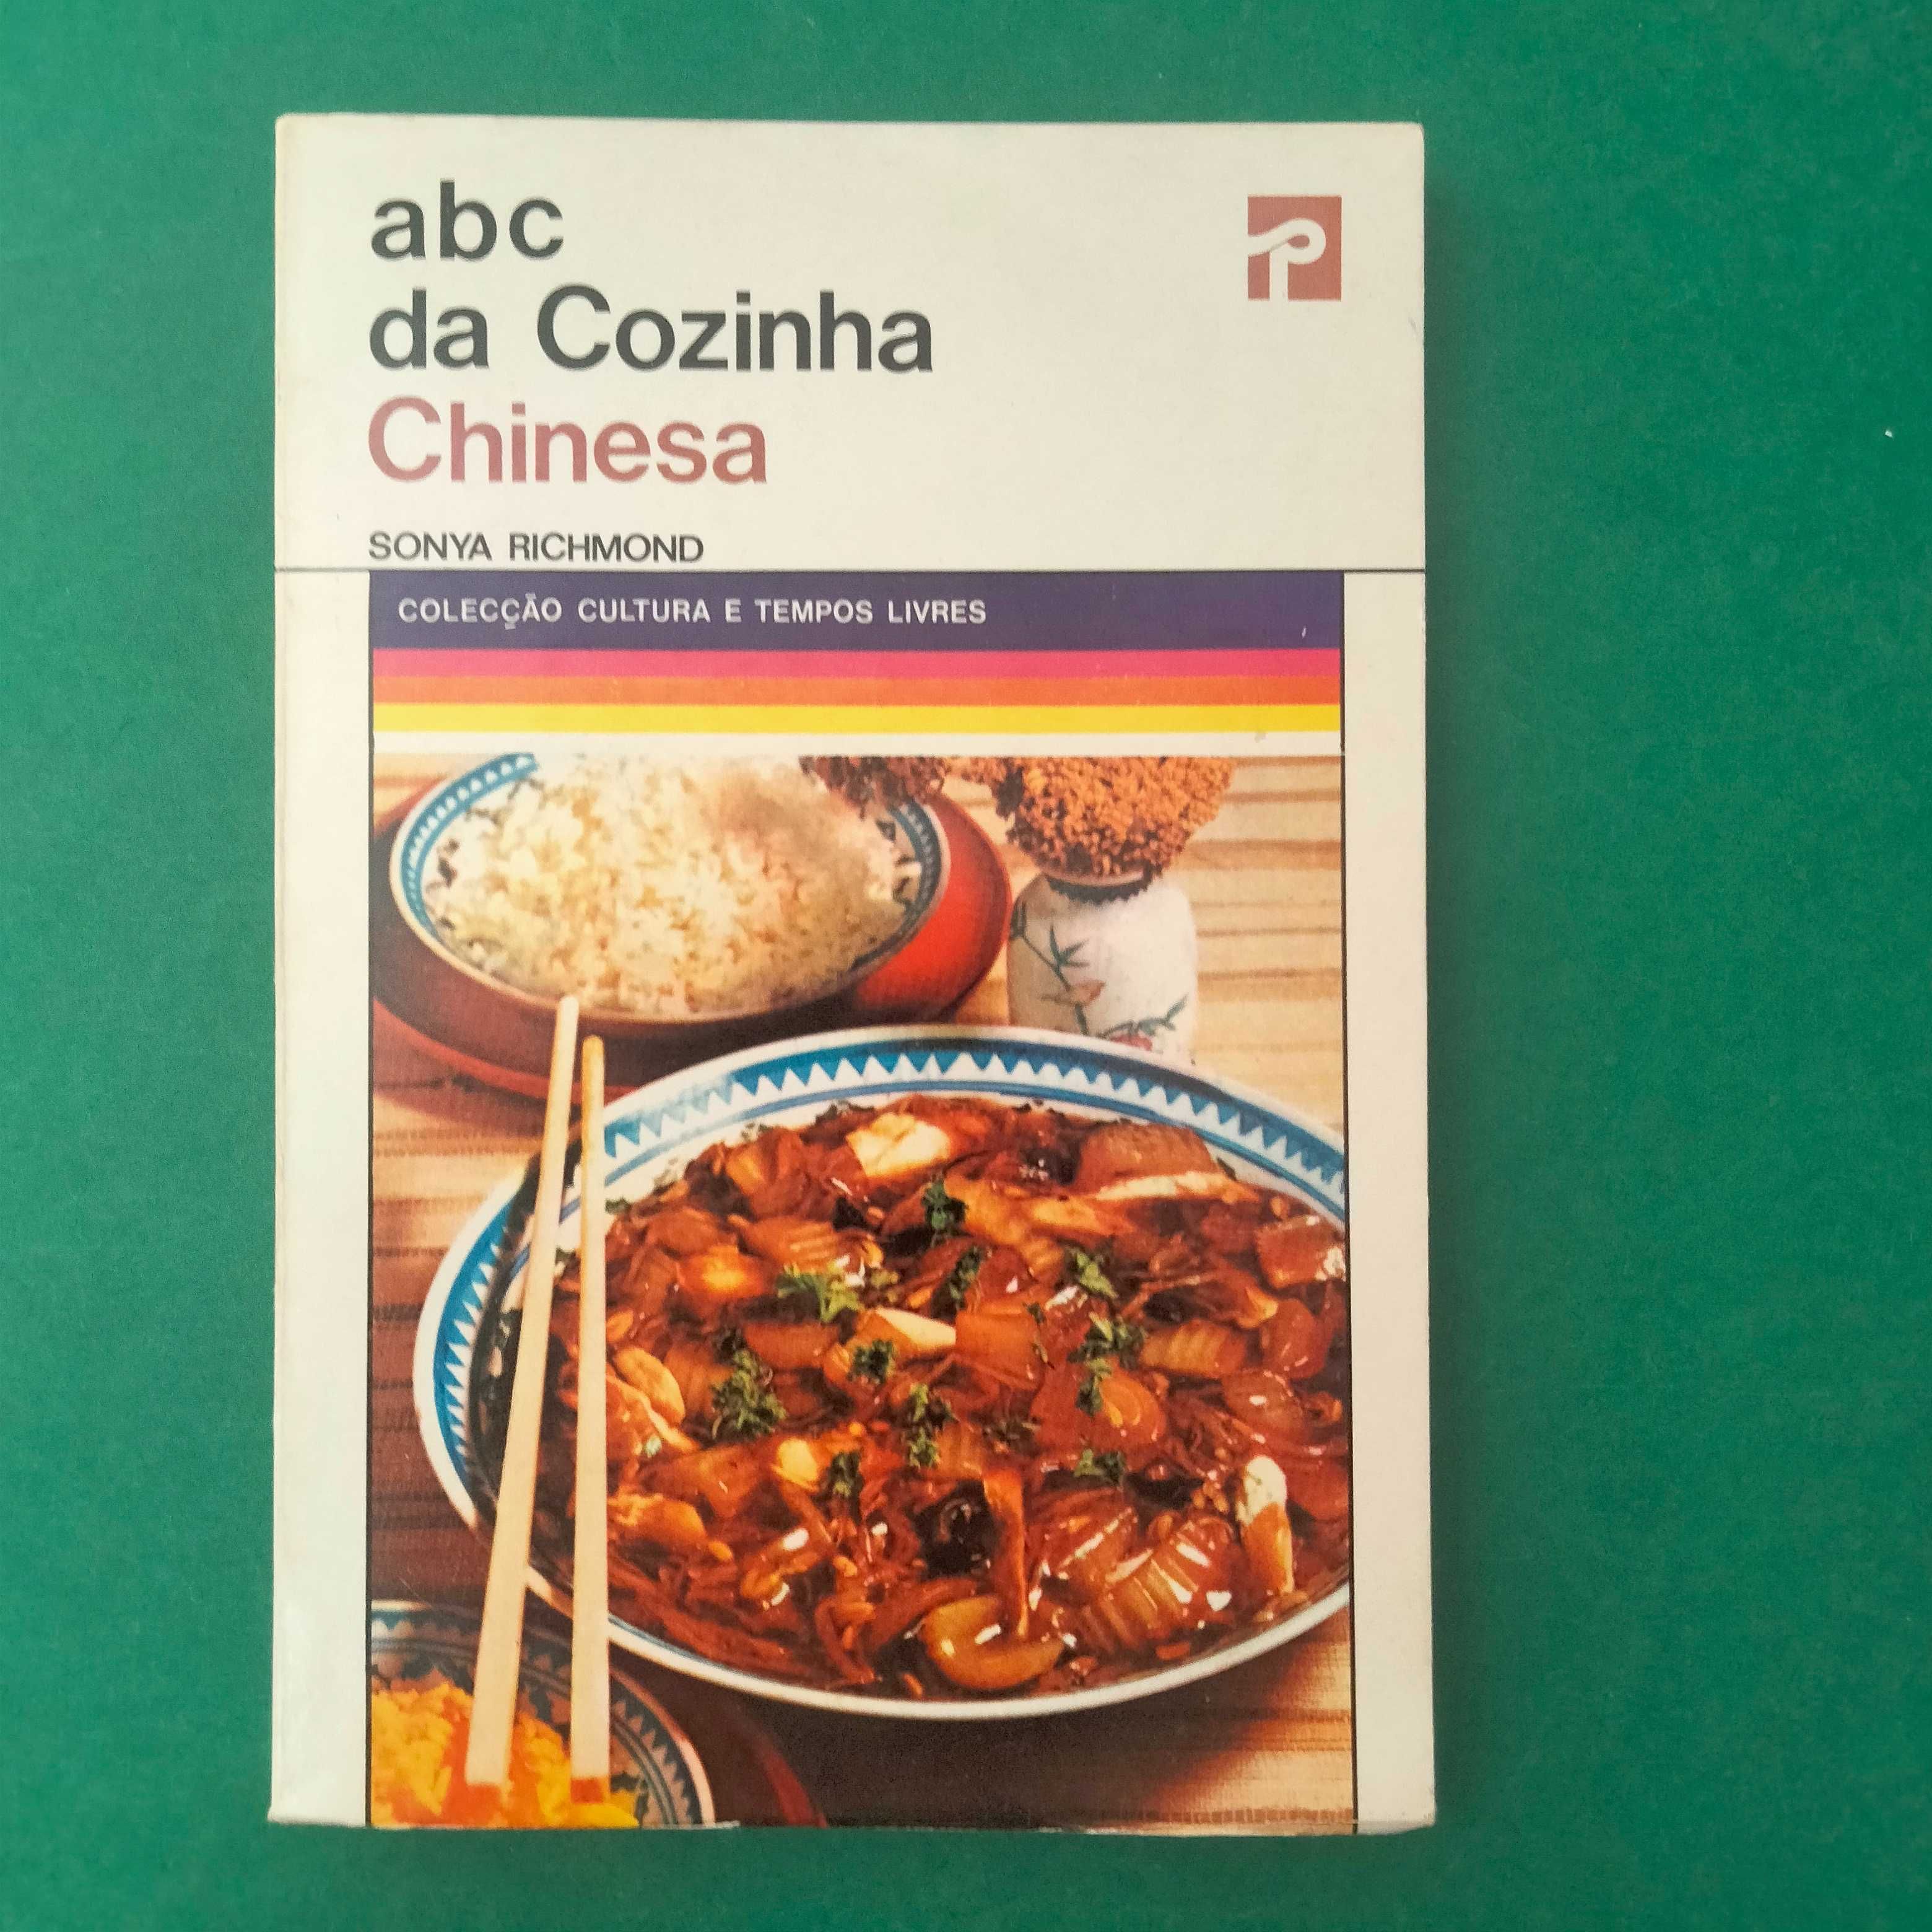 abc
da Cozinha
Chinesa
SONYA RICHMOND
COLECÇÃO CULTURA E TEMPOS LIVRES